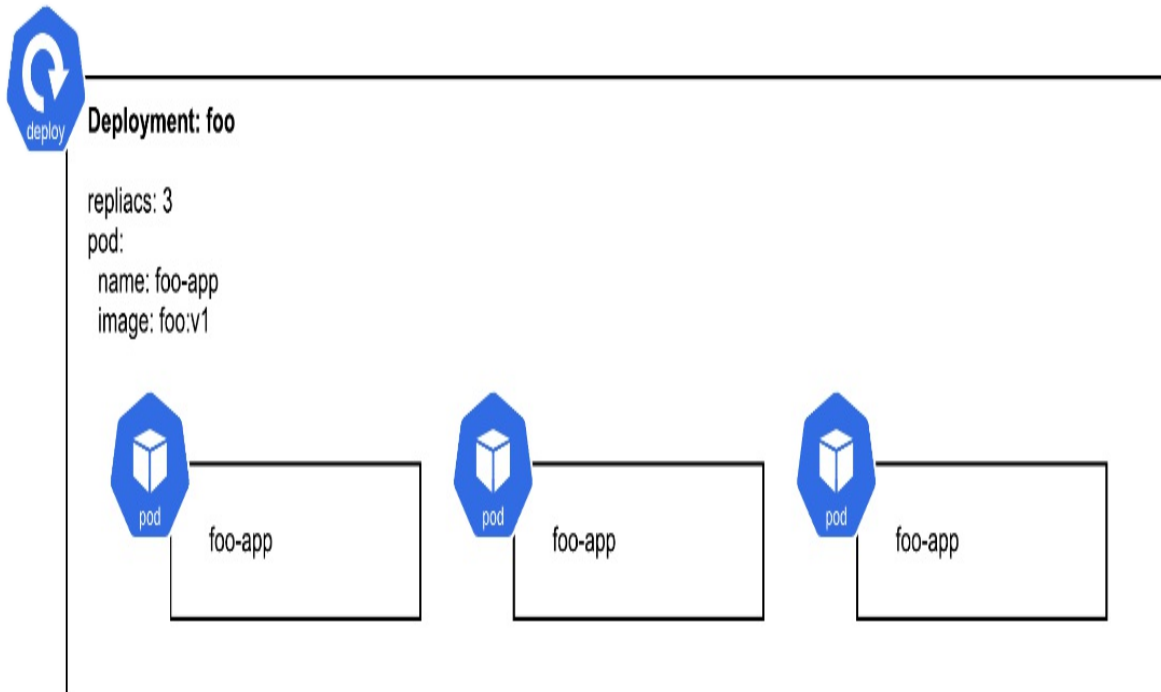 deploy
Deployment: foo
repliacs: 3
pod:
name: foo-app
image: foo:v1
pod
foo-app
pod
foo-app
pod
foo-app